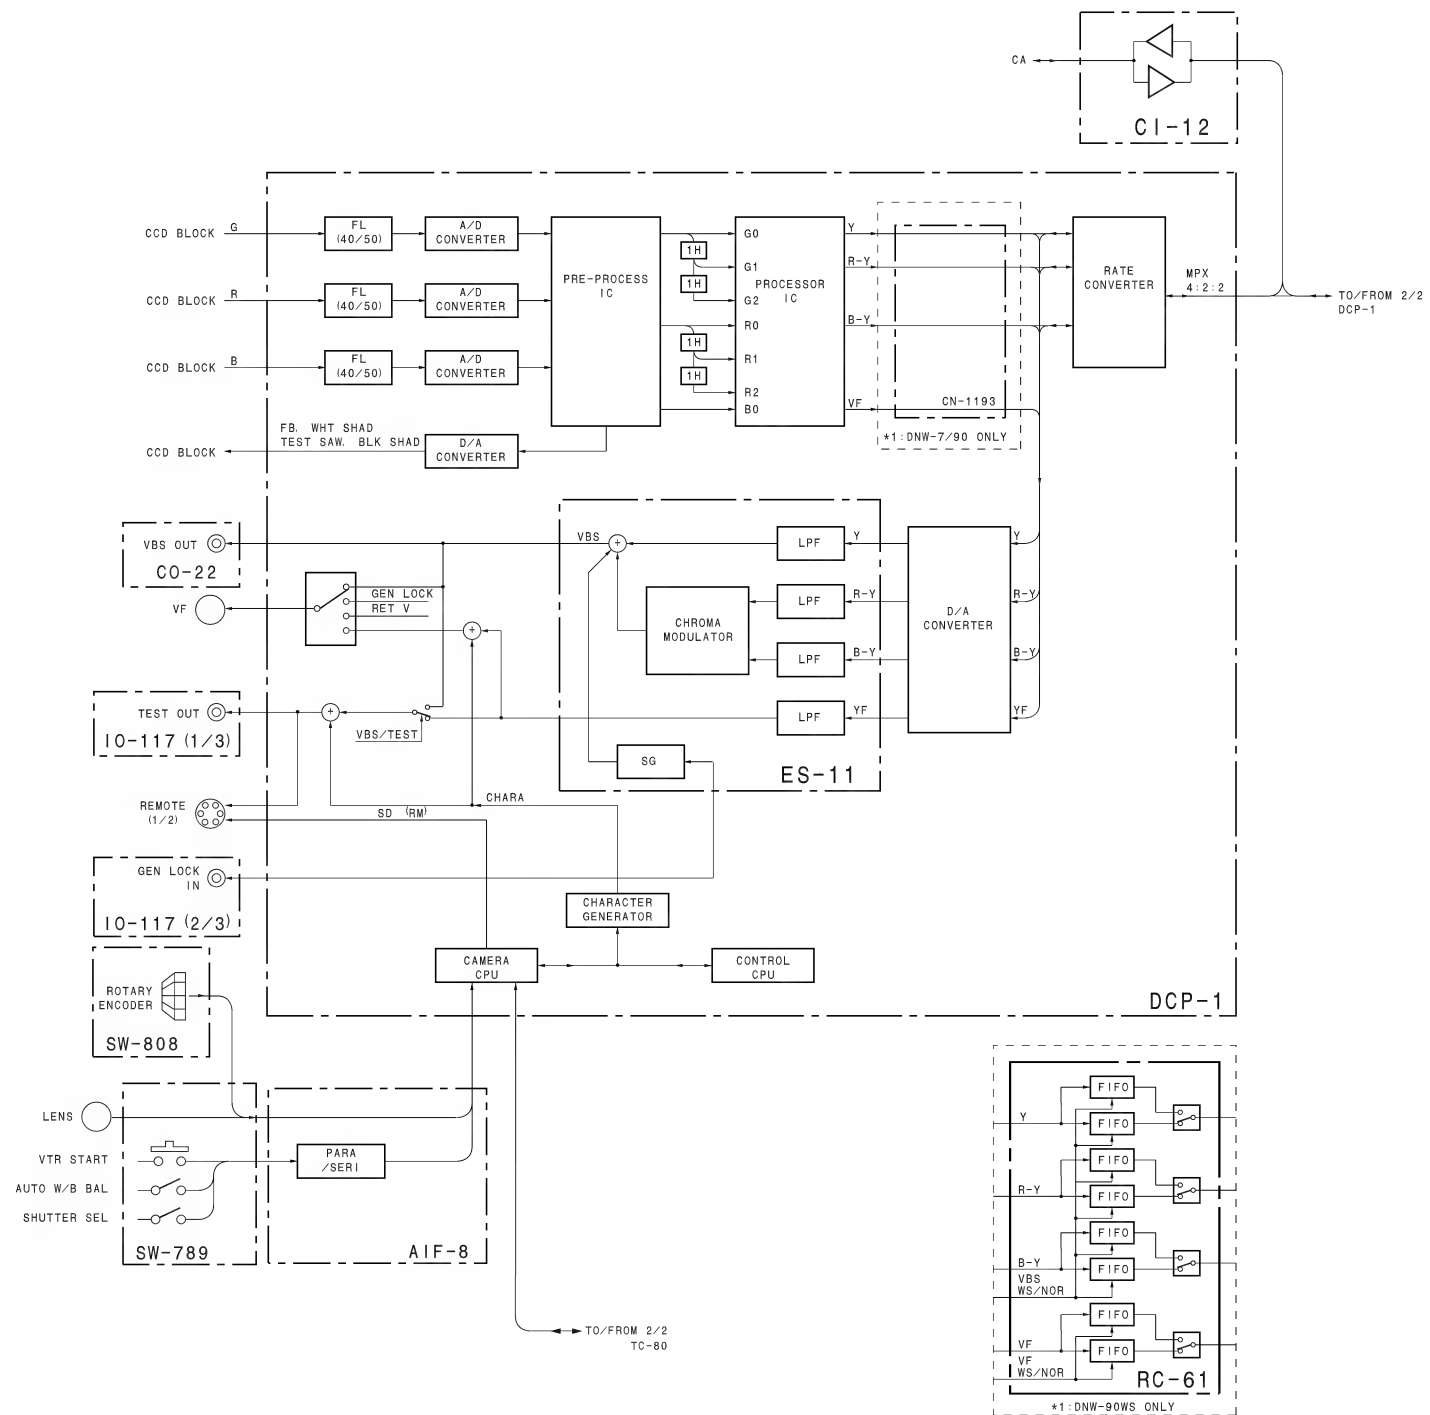 CA
CI-12
CCD BLOCK
G
FL
(40/50)
A/D
CONVERTER
CCD BLOCK
R
FL
(40/50)
A/D
CONVERTER
CCD BLOCK
B
FL
(40/50)
A/D
CONVERTER
PRE-PROCESS
IC
1H
1H
1H
1H
G0
G1
G2
R0
R1
R2
B0
PROCESSOR
IC
Y
R-Y
B-Y
VF
CN-1193
*1:DNW-7/90 ONLY
RATE
CONVERTER
MPX
4:2:2
TO/FROM 2/2
DCP-1
CCD BLOCK
FB. WHT SHAD
TEST SAW. BLK SHAD
D/A
CONVERTER
VBS OUT
CO-22
VF
GEN LOCK
RET V
VBS
+
LPF
Y
LPF
R-Y
LPF
B-Y
LPF
YF
CHROMA
MODULATOR
SG
ES-11
D/A
CONVERTER
Y
R-Y
B-Y
YF
+
TEST OUT
IO-117 (1/3)
+
VBS/TEST
REMOTE
(1/2)
CHARA
SD (RM)
GEN LOCK
IN
IO-117 (2/3)
CHARACTER
GENERATOR
CAMERA
CPU
CONTROL
CPU
DCP-1
ROTARY
ENCODER
SW-808
LENS
VTR START
AUTO W/B BAL
SHUTTER SEL
SW-789
PARA
/SERI
AIF-8
TO/FROM 2/2
TC-80
Y
FIFO
FIFO
R-Y
FIFO
FIFO
B-Y
FIFO
FIFO
VBS
WS/NOR
VF
FIFO
FIFO
VF
WS/NOR
RC-61
*1:DNW-90WS ONLY